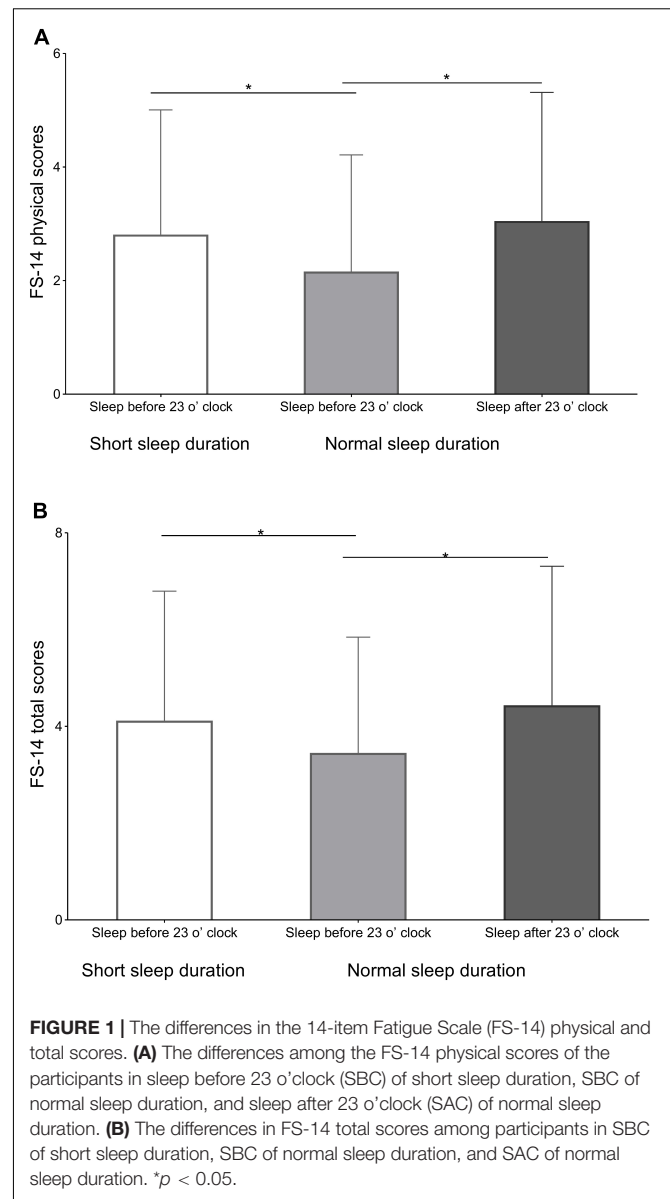 A
6
*
*
4
FS-14 physical scores
2
0
Sleep before 23 o' clock Sleep before 23 o' clock Sleep after 23 o' clock
Short sleep duration Normal sleep duration
B
8
*
*
4
FS-14 total scores
0
Sleep before 23 o' clock Sleep before 23 o' clock Sleep after 23 o' clock
Short sleep duration Normal sleep duration
FIGURE 1 | The differences in the 14-item Fatigue Scale (FS-14) physical and
total scores. (A) The differences among the FS-14 physical scores of the
participants in sleep before 23 o'clock (SBC) of short sleep duration, SBC of
normal sleep duration, and sleep after 23 o'clock (SAC) of normal sleep
duration. (B) The differences in FS-14 total scores among participants in SBC
of short sleep duration, SBC of normal sleep duration, and SAC of normal
sleep duration. *p < 0.05.